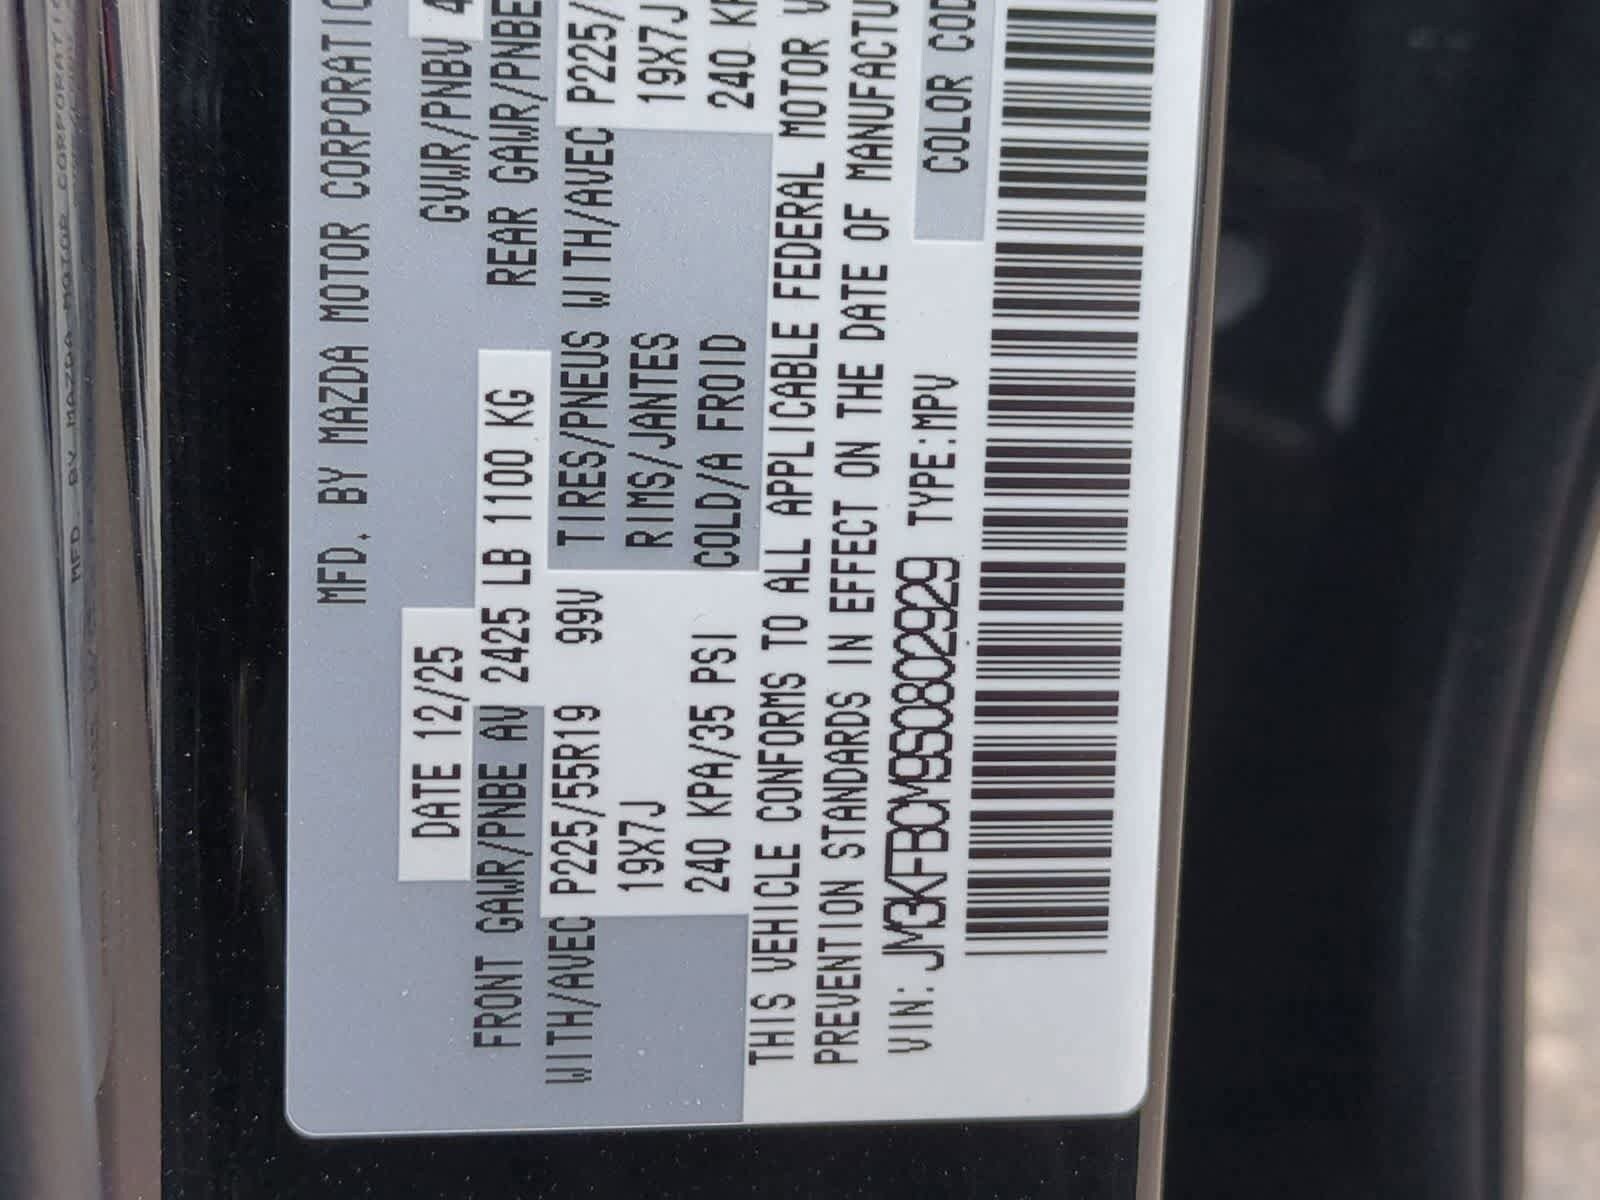 MFD. BY MAZDA MOTOR CORPORATIO
DATE 12/25 GVWR/PNBV 4
FRONT GAWR/PNBE AV 2425 LB 1100 KG REAR GAWR/PNBE
WITH/AVEC P225/55R19 99V TIRES/PNEUS WITH/AVEC P225/
19X7J RIMS/JANTES 19X7J
240 KPA/35 PSI COLD/A FROID 240 KP
THIS VEHICLE CONFORMS TO ALL APPLICABLE FEDERAL MOTOR V
PREVENTION STANDARDS IN EFFECT ON THE DATE OF MANUFACTU
VIN: JM3KFBCM9S0802929 TYPE:MPV COLOR COD